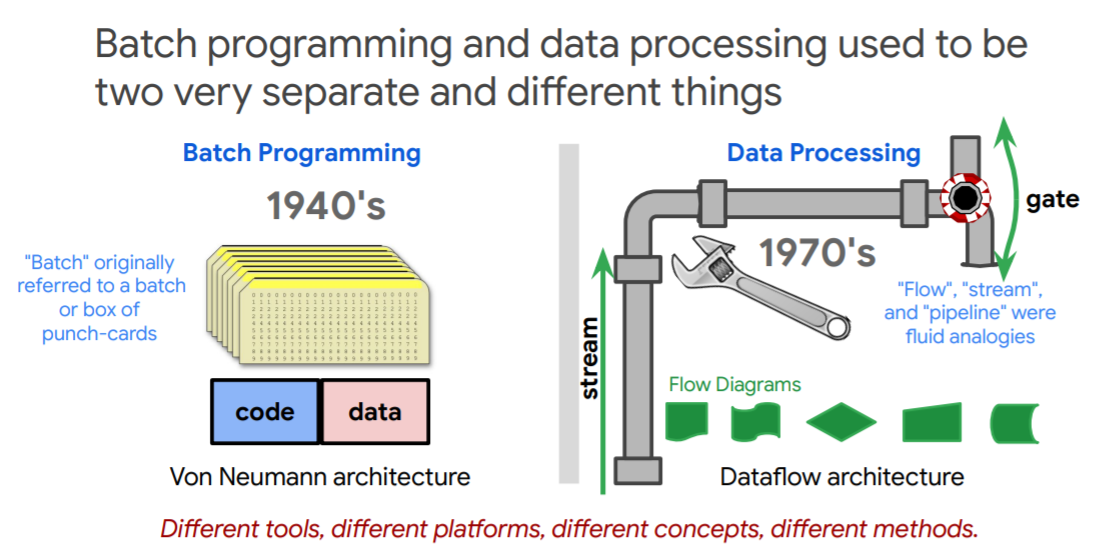 Batch programming and data processing used to be
two very separate and different things
Batch Programming
1940's
"Batch" originally
referred to a batch
or box of
punch-cards
code
data
Von Neumann architecture
Data Processing
gate
1970's
"Flow", "stream",
and "pipeline" were
fluid analogies
stream
Flow Diagrams
Dataflow architecture
Different tools, different platforms, different concepts, different methods.